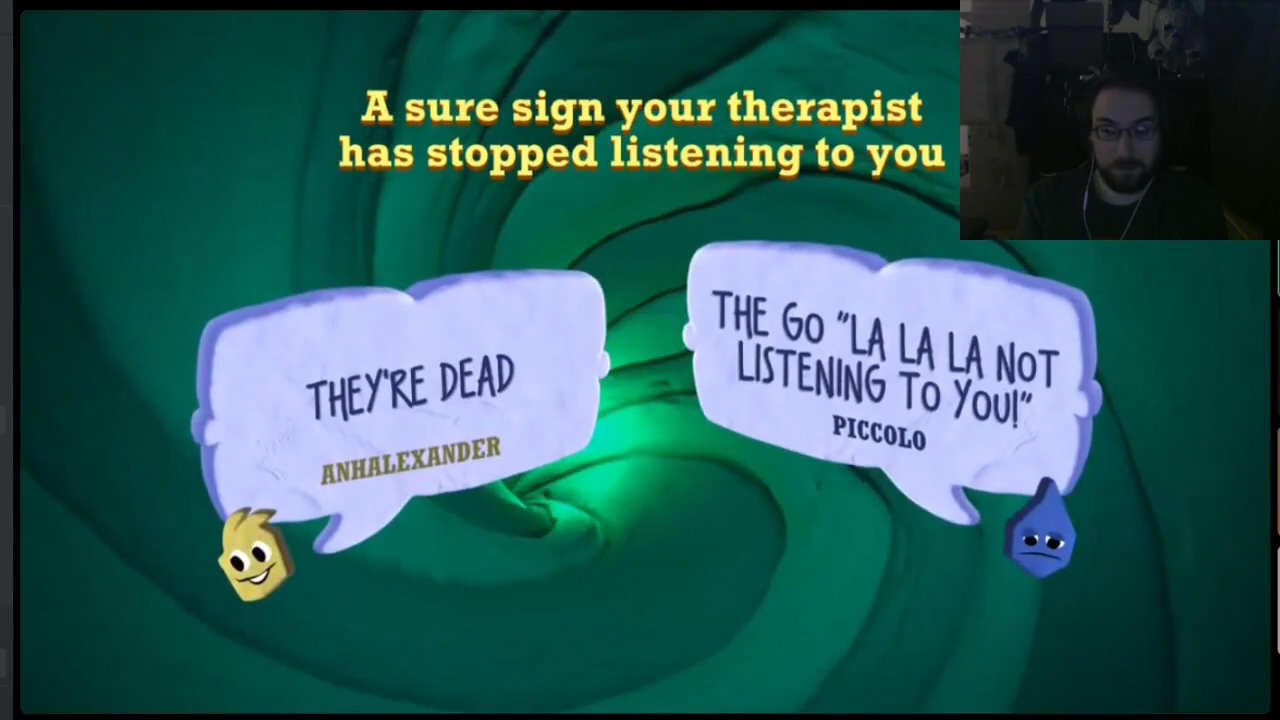 A sure sign your therapist
has stopped listening to you
THEY'RE DEAD
ANHALEXANDER
THE GO "LA LA LA NOT
LISTENING TO YOU!"
PICCOLO